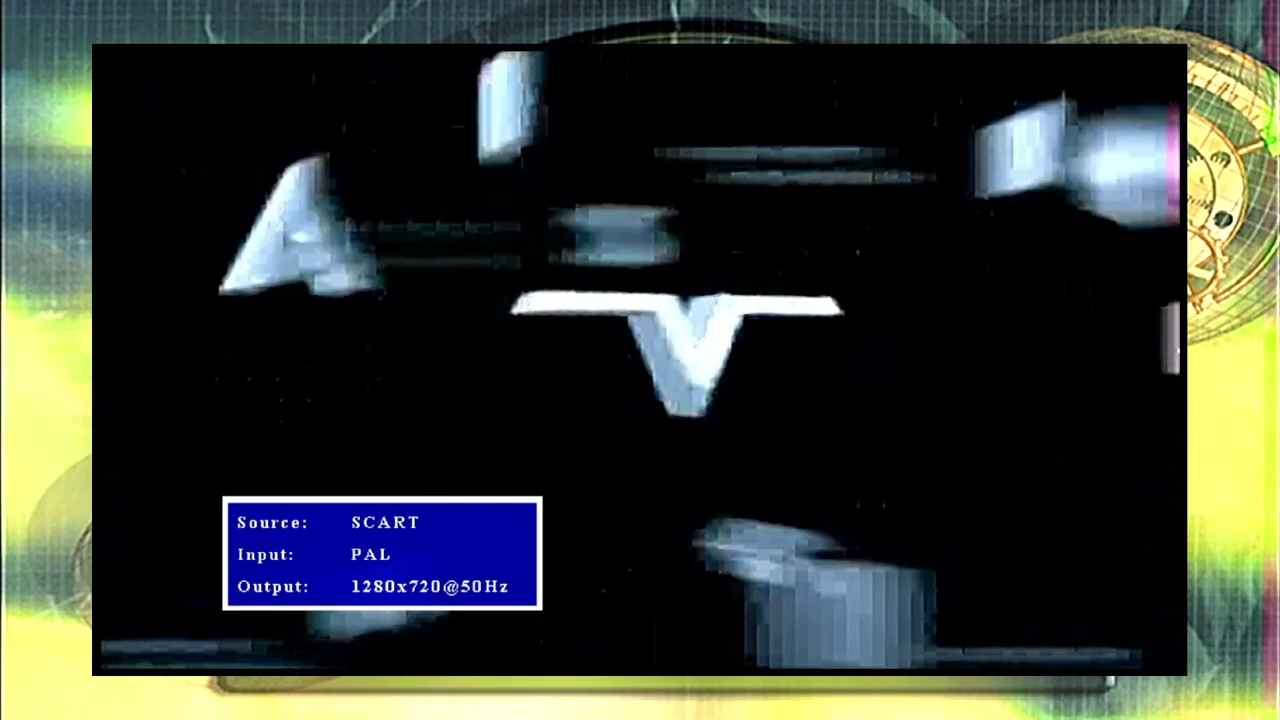 A
V
Source: SCART
Input: PAL
Output: 1280x720@50Hz